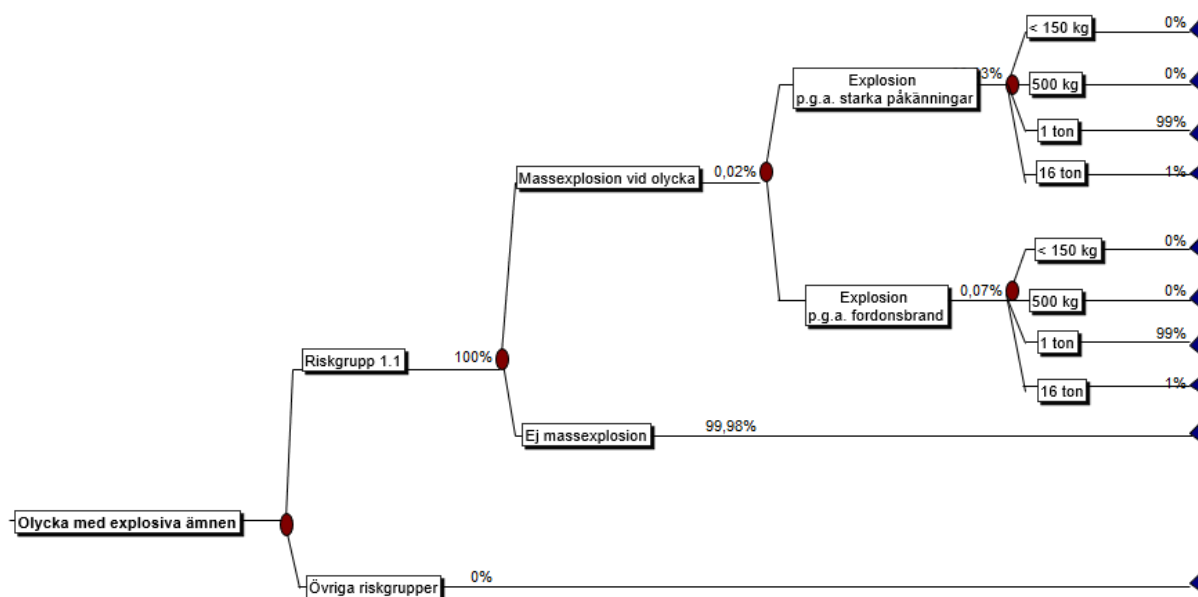 < 150 kg 0%
Explosion
p.g.a. starka påkänningar
500 kg 0%
1 ton 99%
16 ton 1%
Massexplosion vid olycka 0,02%
< 150 kg 0%
Explosion
p.g.a. fordonsbrand
0,07%
500 kg 0%
1 ton 99%
16 ton 1%
Riskgrupp 1.1 100%
Ej massexplosion 99,98%
Olycka med explosiva ämnen
Övriga riskgrupper 0%